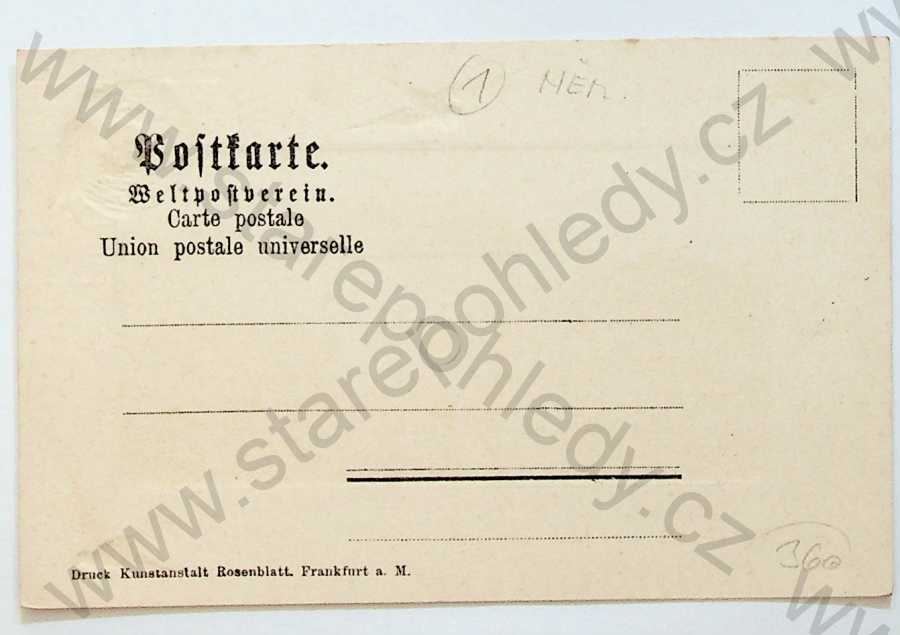 1 NĚM.
Postkarte.
Weltpostverein.
Carte postale
Union postale universelle
Druck Kunstanstalt Rosenblatt. Frankfurt a. M.
360
www.starepohledy.cz
www.starepohledy.cz